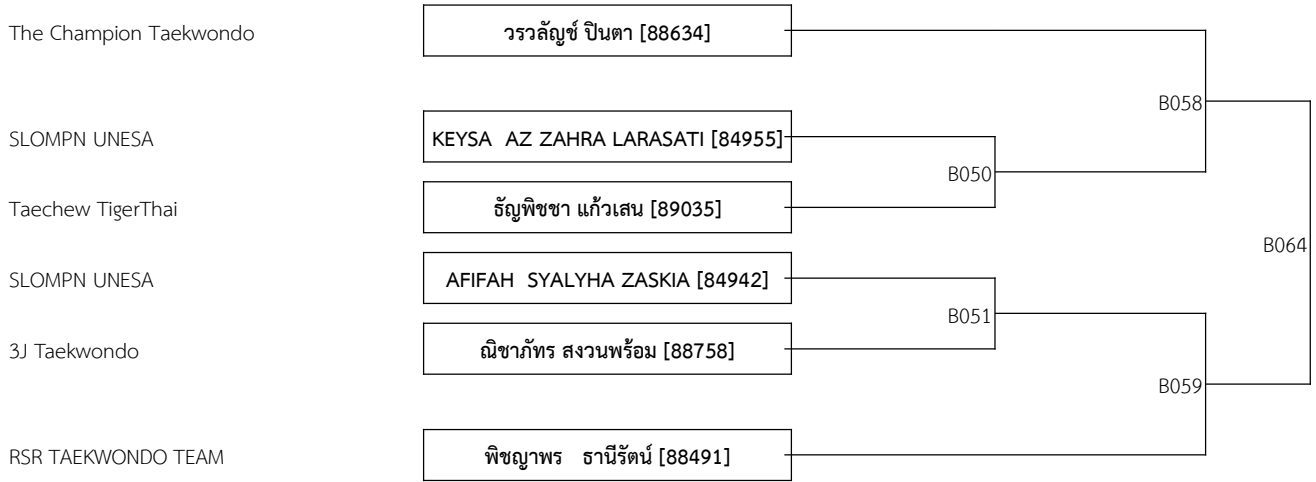 The Champion Taekwondo วรวลัญช์ ปินตา [88634]
B058
SLOMPN UNESA KEYSA AZ ZAHRA LARASATI [84955]
B050
Taechew TigerThai ธัญพิชชา แก้วเสน [89035]
B064
SLOMPN UNESA AFIFAH SYALYHA ZASKIA [84942]
B051
3J Taekwondo ณิชาภัทร สงวนพร้อม [88758]
B059
RSR TAEKWONDO TEAM พิชญาพร ธานีรัตน์ [88491]